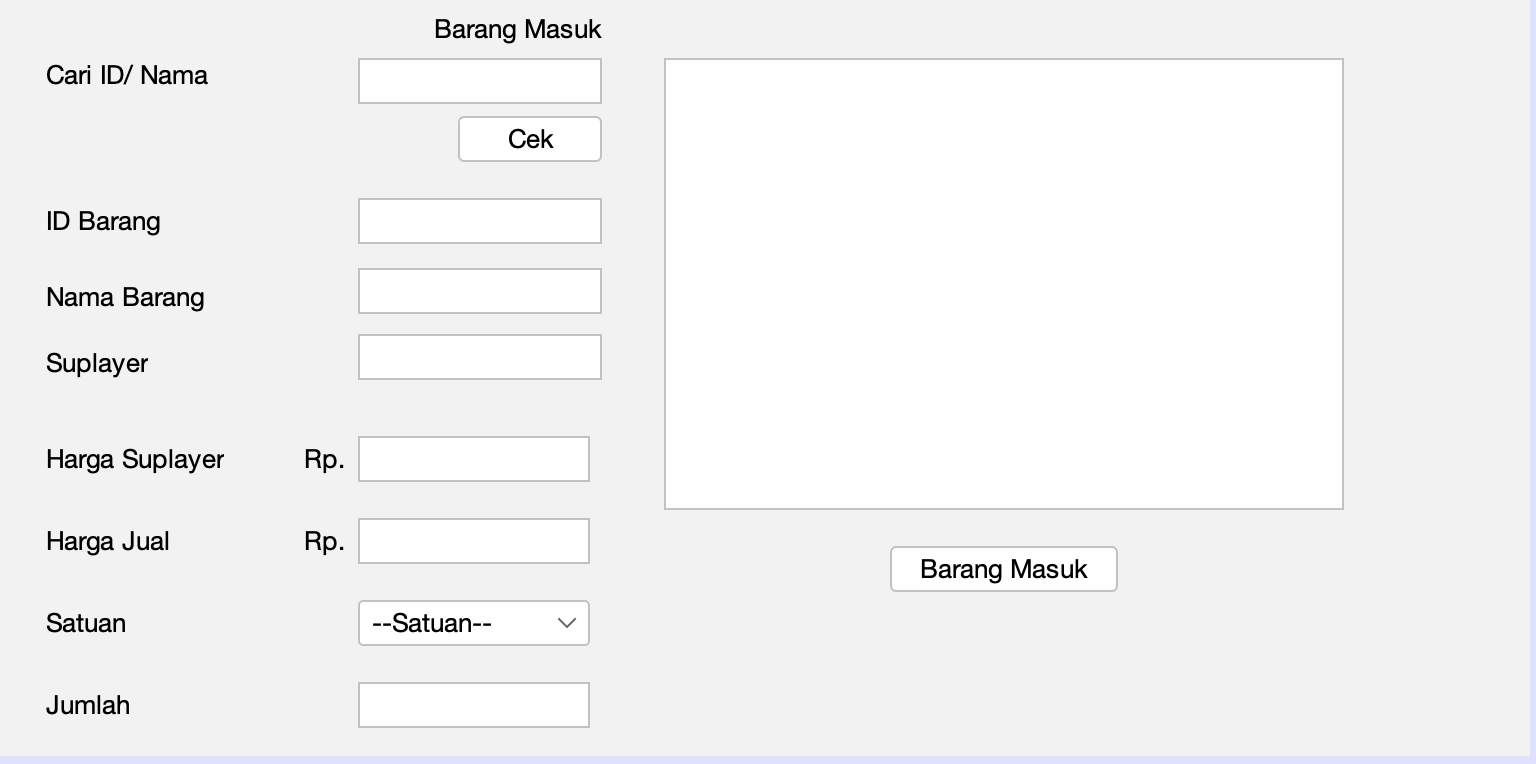 Barang Masuk
Cari ID/ Nama
Cek
ID Barang
Nama Barang
Suplayer
Harga Suplayer Rp.
Harga Jual Rp.
Satuan --Satuan--
Jumlah
Barang Masuk